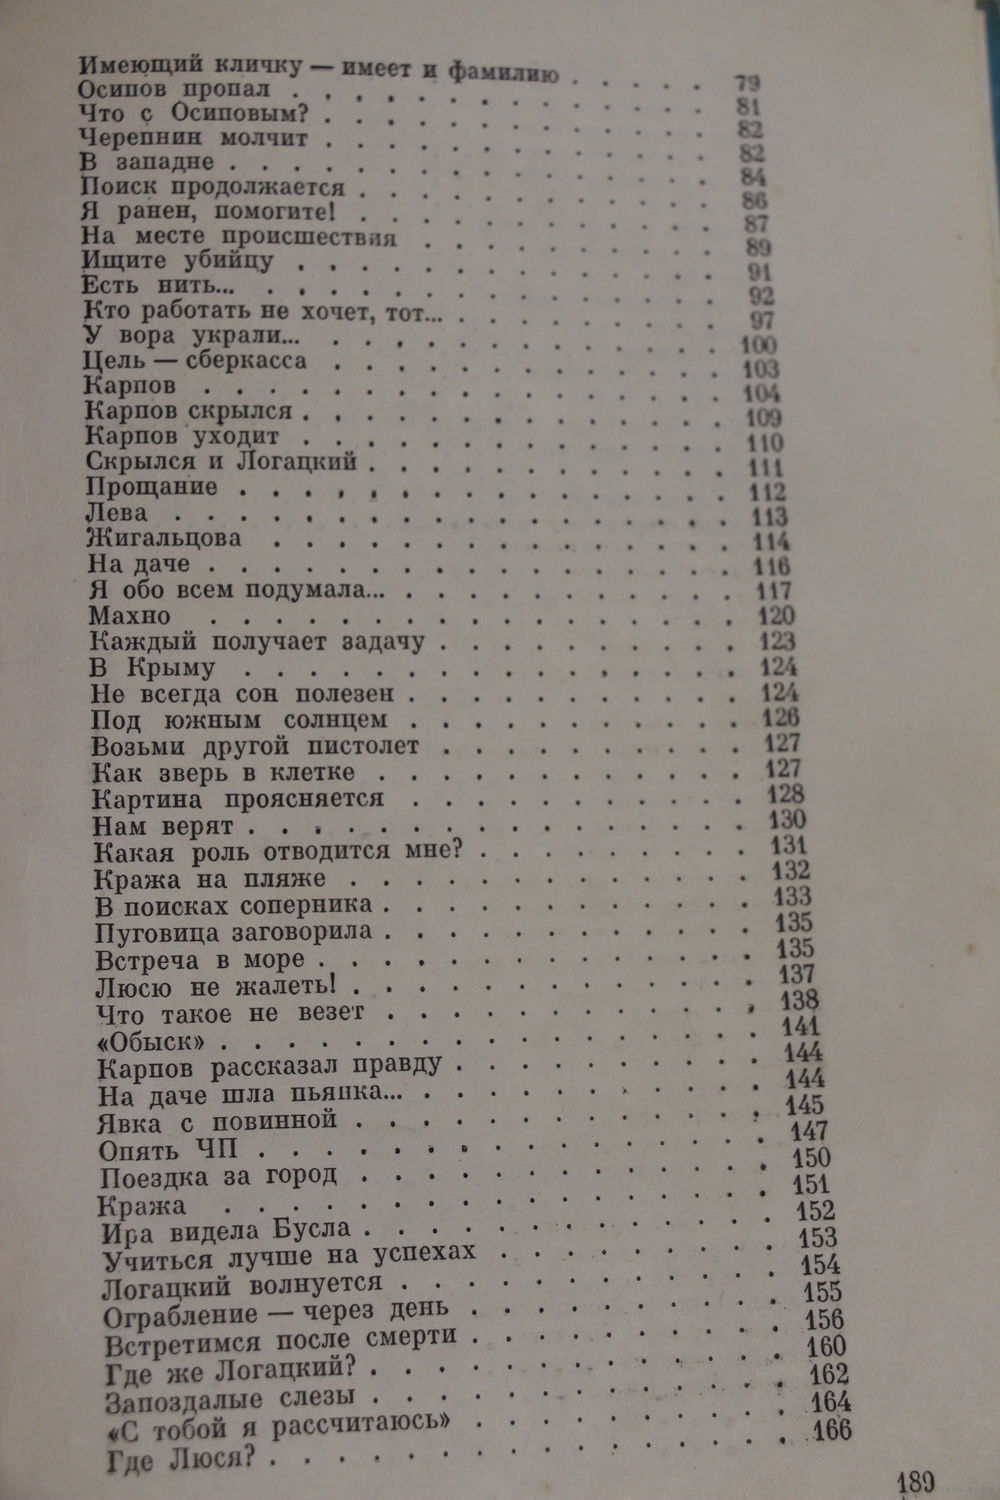 Имеющий кличку — имеет и фамилию . . . . . 79
Осипов пропал . . . . . . . . . . . . . 81
Что с Осиповым? . . . . . . . . . . . . 82
Черепнин молчит . . . . . . . . . . . . 82
В западне . . . . . . . . . . . . . . . 84
Поиск продолжается . . . . . . . . . . . 86
Я ранен, помогите! . . . . . . . . . . . 87
На месте происшествия . . . . . . . . . 89
Ищите убийцу . . . . . . . . . . . . . 91
Есть нить... . . . . . . . . . . . . . . 92
Кто работать не хочет, тот... . . . . . . . . . 97
У вора украли... . . . . . . . . . . . . 100
Цель — сберкасса . . . . . . . . . . . . 103
Карпов . . . . . . . . . . . . . . . . 104
Карпов скрылся . . . . . . . . . . . . . 109
Карпов уходит . . . . . . . . . . . . . 110
Скрылся и Логацкий . . . . . . . . . . . 111
Прощание . . . . . . . . . . . . . . . 112
Лева . . . . . . . . . . . . . . . . . 113
Жигальцова . . . . . . . . . . . . . . 114
На даче . . . . . . . . . . . . . . . . 116
Я обо всем подумала... . . . . . . . . . . . 117
Махно . . . . . . . . . . . . . . . . 120
Каждый получает задачу . . . . . . . . . 123
В Крыму . . . . . . . . . . . . . . . 124
Не всегда сон полезен . . . . . . . . . . 124
Под южным солнцем . . . . . . . . . . 126
Возьми другой пистолет . . . . . . . . . 127
Как зверь в клетке . . . . . . . . . . . 127
Картина проясняется . . . . . . . . . . 128
Нам верят . . . . . . . . . . . . . . . 130
Какая роль отводится мне? . . . . . . . . 131
Кража на пляже . . . . . . . . . . . . 132
В поисках соперника . . . . . . . . . . . 133
Пуговица заговорила . . . . . . . . . . . 135
Встреча в море . . . . . . . . . . . . . 135
Люсю не жалеть! . . . . . . . . . . . . 137
Что такое не везет . . . . . . . . . . . 138
«Обыск» . . . . . . . . . . . . . . . . 141
Карпов рассказал правду . . . . . . . . . 144
На даче шла пьянка... . . . . . . . . . . . 144
Явка с повинной . . . . . . . . . . . . 145
Опять ЧП . . . . . . . . . . . . . . . 147
Поездка за город . . . . . . . . . . . . 150
Кража . . . . . . . . . . . . . . . . 151
Ира видела Бусла . . . . . . . . . . . . 152
Учиться лучше на успехах . . . . . . . . 153
Логацкий волнуется . . . . . . . . . . . 154
Ограбление — через день . . . . . . . . . 155
Встретимся после смерти . . . . . . . . . 156
Где же Логацкий? . . . . . . . . . . . . 160
Запоздалые слезы . . . . . . . . . . . . 162
«С тобой я рассчитаюсь» . . . . . . . . . 164
Где Люся? . . . . . . . . . . . . . . . 166
189